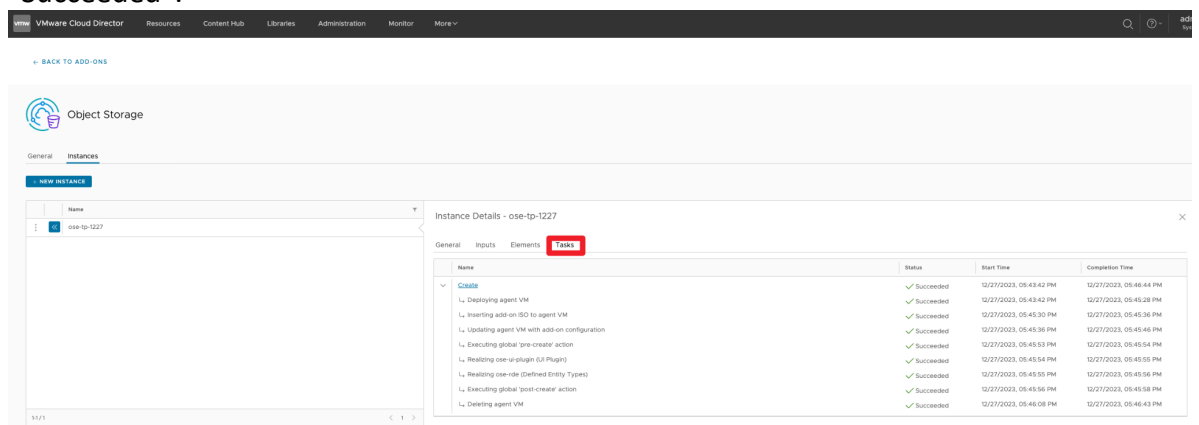 vmw VMware Cloud Director Resources Content Hub Libraries Administration Monitor More
← BACK TO ADD-ONS
Object Storage
General Instances
+ NEW INSTANCE
Name
ose-tp-1227
1-1 / 1
1
Instance Details - ose-tp-1227
General Inputs Elements Tasks
Name Status Start Time Completion Time
Create Succeeded 12/27/2023, 05:43:42 PM 12/27/2023, 05:46:44 PM
Deploying agent VM Succeeded 12/27/2023, 05:43:42 PM 12/27/2023, 05:45:28 PM
Inserting add-on ISO to agent VM Succeeded 12/27/2023, 05:45:30 PM 12/27/2023, 05:45:36 PM
Updating agent VM with add-on configuration Succeeded 12/27/2023, 05:45:36 PM 12/27/2023, 05:45:46 PM
Executing global 'pre-create' action Succeeded 12/27/2023, 05:45:53 PM 12/27/2023, 05:45:54 PM
Realizing ose-ui-plugin (UI Plugin) Succeeded 12/27/2023, 05:45:54 PM 12/27/2023, 05:45:55 PM
Realizing ose-rde (Defined Entity Types) Succeeded 12/27/2023, 05:45:55 PM 12/27/2023, 05:45:56 PM
Executing global 'post-create' action Succeeded 12/27/2023, 05:45:56 PM 12/27/2023, 05:45:58 PM
Deleting agent VM Succeeded 12/27/2023, 05:46:08 PM 12/27/2023, 05:46:43 PM